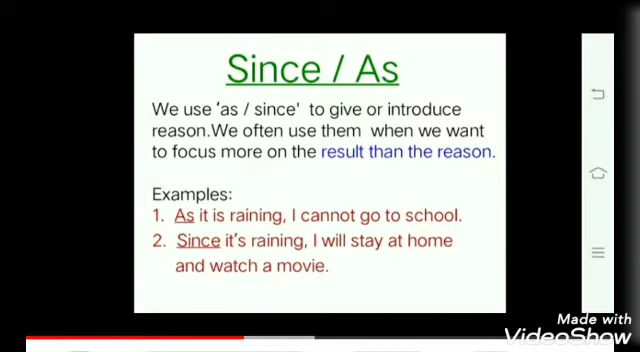 Since / As
We use 'as / since' to give or introduce
reason.We often use them when we want
to focus more on the result than the reason.
Examples:
1. As it is raining, I cannot go to school.
2. Since it's raining, I will stay at home
and watch a movie.
Made with
VideoShow